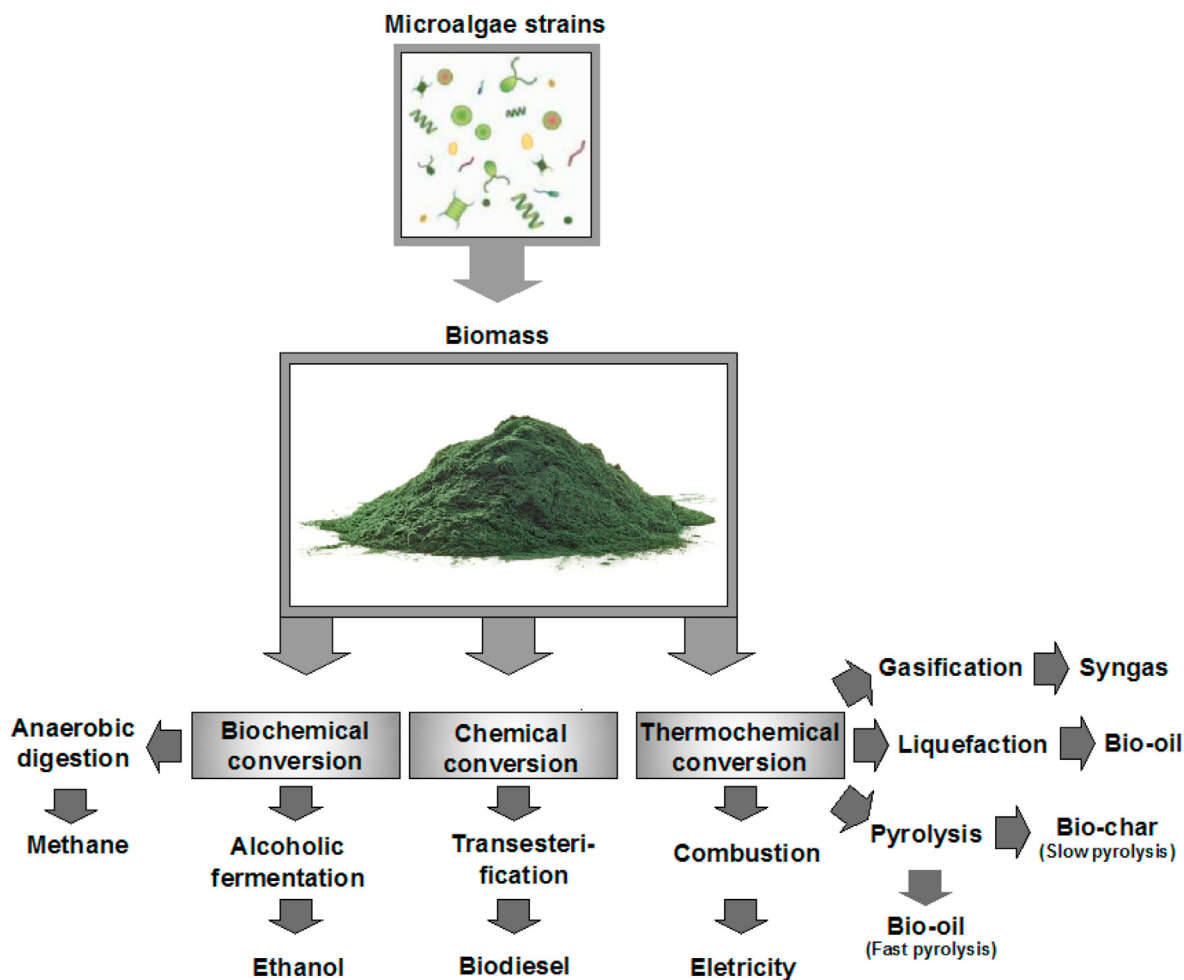 Microalgae strains
Biomass
Gasification
Syngas
Anaerobic
digestion
Biochemical
conversion
Chemical
conversion
Thermochemical
conversion
Liquefaction
Bio-oil
Methane
Alcoholic
fermentation
Transesteri-
fication
Combustion
Pyrolysis
Bio-char
(Slow pyrolysis)
Bio-oil
(Fast pyrolysis)
Ethanol
Biodiesel
Eletricity